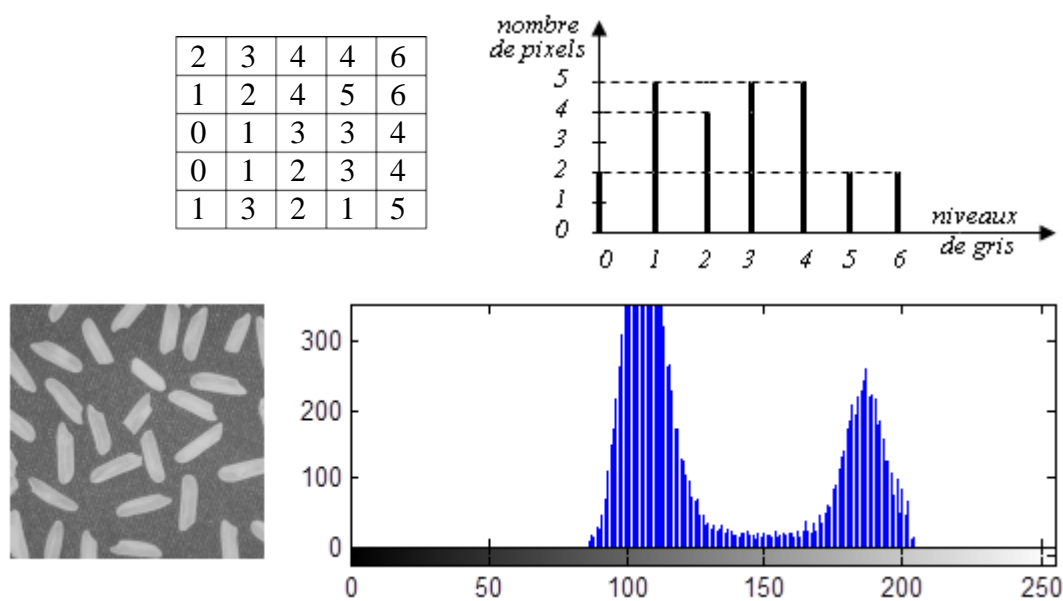 2 3 4 4 6
1 2 4 5 6
0 1 3 3 4
0 1 2 3 4
1 3 2 1 5
nombre
de pixels
5
4
3
2
1
0
0 1 2 3 4 5 6
niveaux
de gris
300
200
100
0
0 50 100 150 200 250